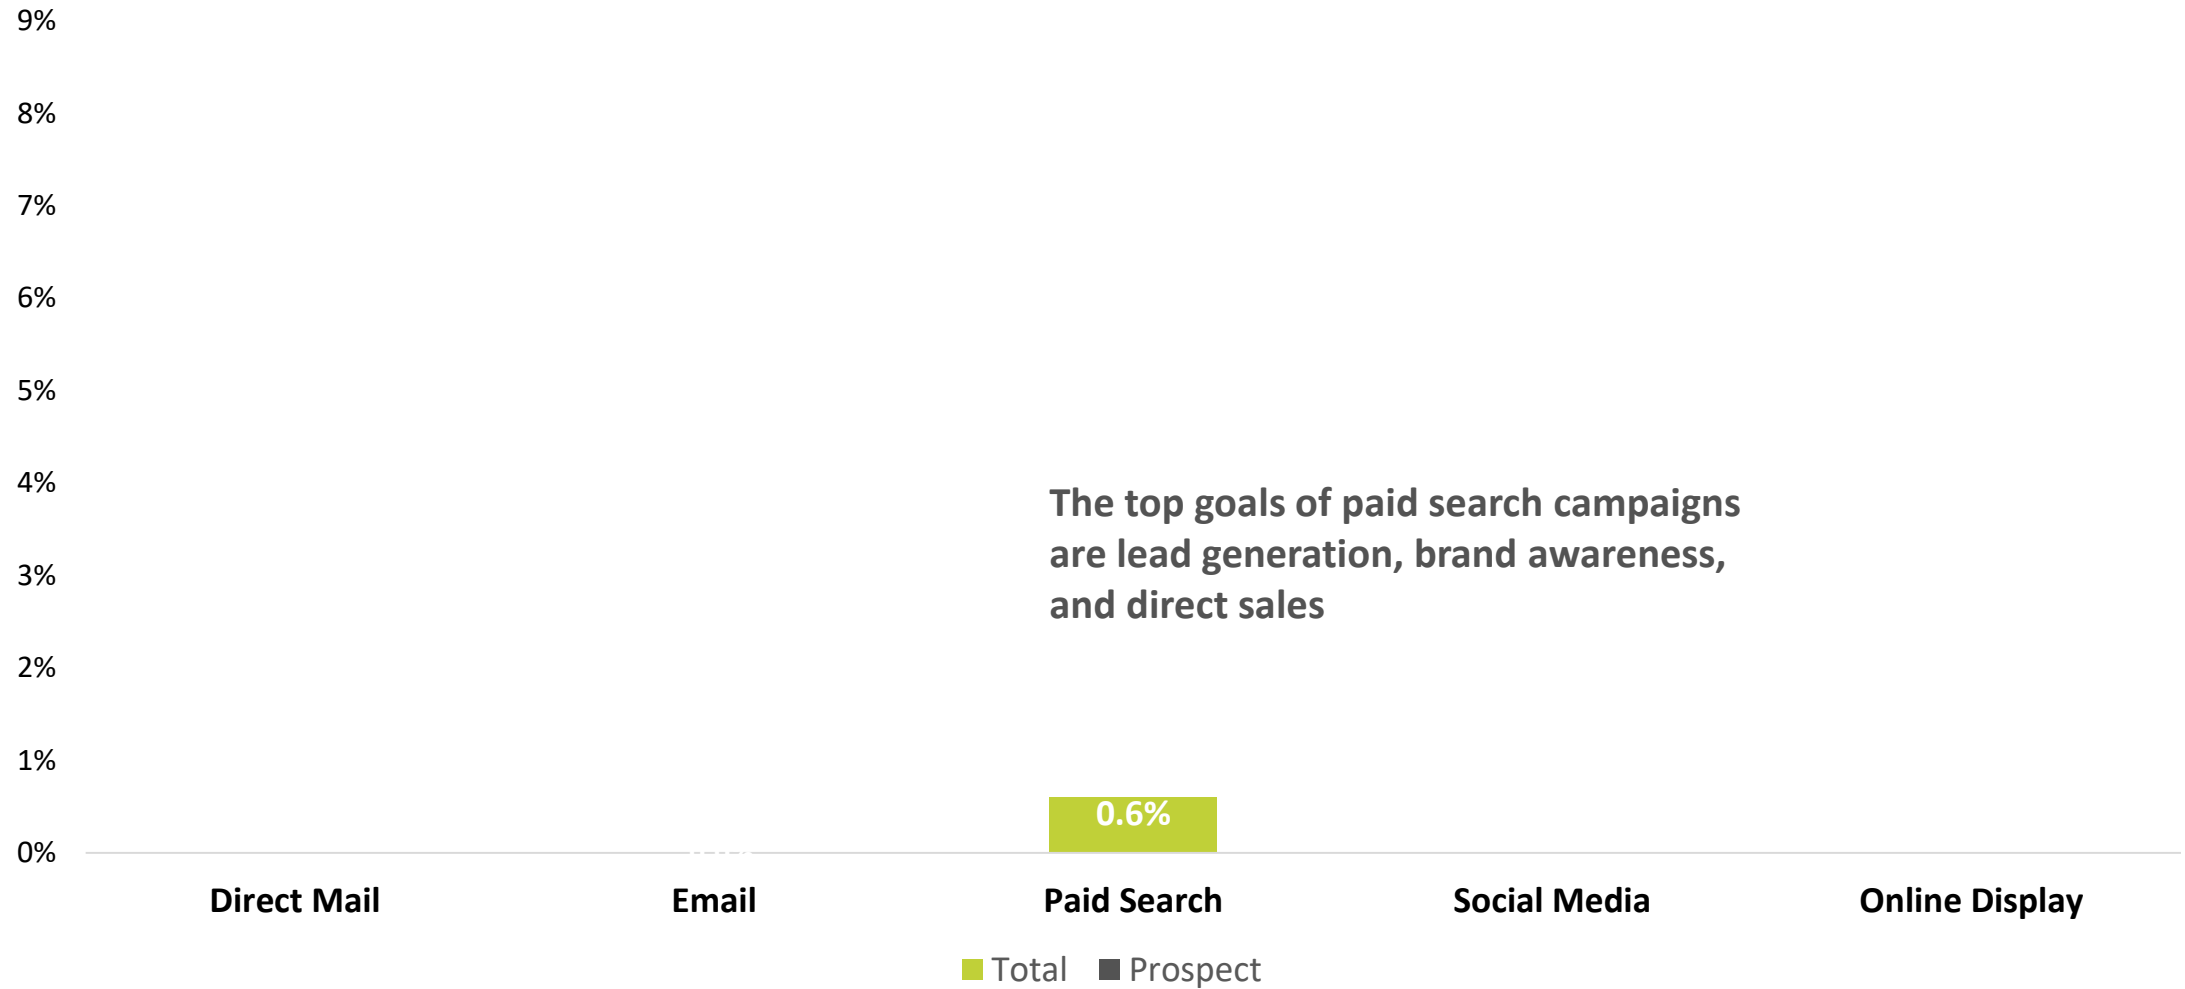 9%
8%
7%
6%
5%
4%
3%
2%
1%
0%
The top goals of paid search campaigns
are lead generation, brand awareness,
and direct sales
0.6%
Direct Mail
Email
Paid Search
Social Media
Online Display
Total
Prospect